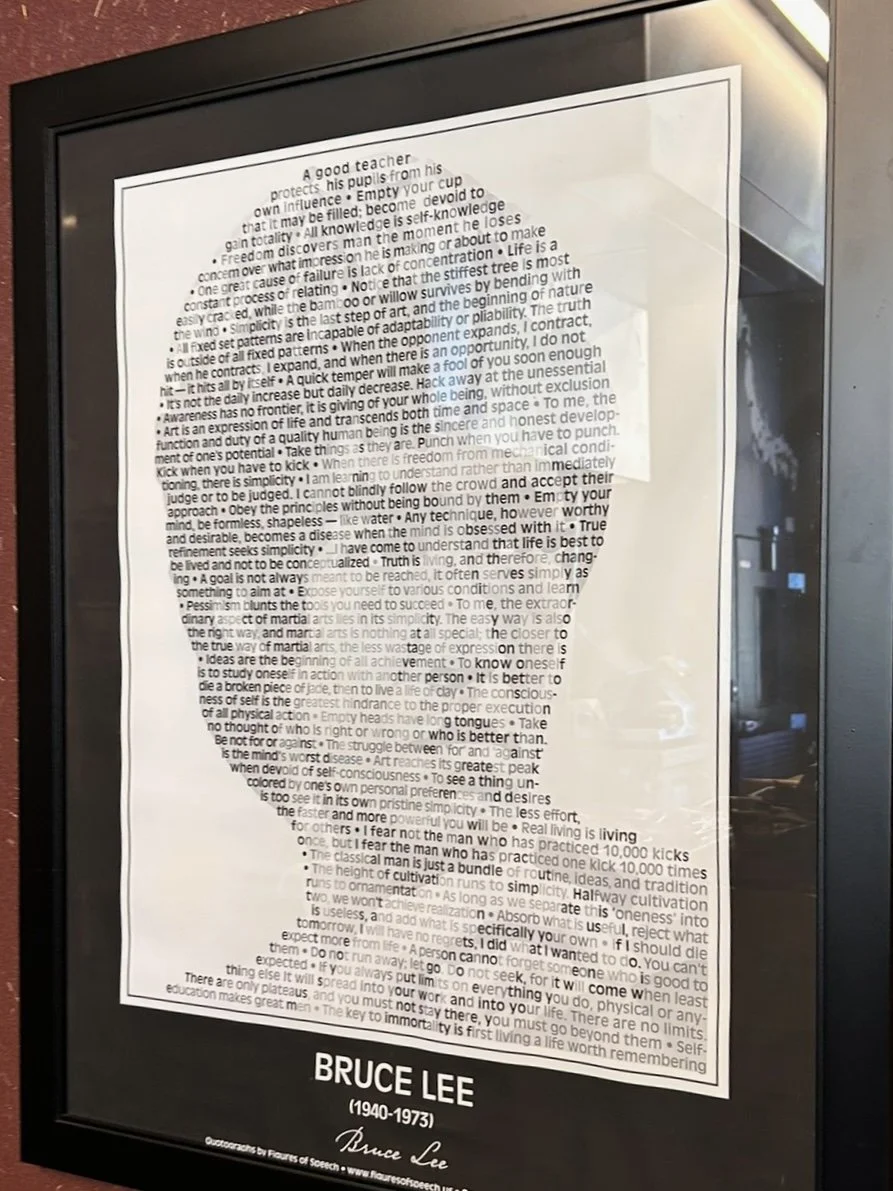 A good teacher
protects his pupils from his
own influence • Empty your cup
that it may be filled; become devoid to
gain totality • All knowledge is self-knowledge
• Freedom discovers man the moment he loses
concern over what impression he is making or about to make
• One great cause of failure is lack of concentration • Life is a
constant process of relating • Notice that the stiffest tree is most
easily cracked, while the bamboo or willow survives by bending with
the wind • Simplicity is the last step of art, and the beginning of nature
• All fixed set patterns are incapable of adaptability or pliability. The truth
is outside of all fixed patterns • When the opponent expands, I contract,
when he contracts, I expand, and when there is an opportunity, I do not
hit — it hits all by itself • A quick temper will make a fool of you soon enough
• It's not the daily increase but daily decrease. Hack away at the unessential
• Awareness has no frontier, it is giving of your whole being, without exclusion
• Art is an expression of life and transcends both time and space • To me, the
function and duty of a quality human being is the sincere and honest develop-
ment of one's potential • Take things as they are. Punch when you have to punch.
Kick when you have to kick • When there is freedom from mechanical condi-
tioning, there is simplicity • I am learning to understand rather than immediately
judge or to be judged. I cannot blindly follow the crowd and accept their
approach • Obey the principles without being bound by them • Empty your
mind, be formless, shapeless — like water • Any technique, however worthy
and desirable, becomes a disease when the mind is obsessed with it • True
refinement seeks simplicity • ...I have come to understand that life is best to
be lived and not to be conceptualized • Truth is living, and therefore, chang-
ing • A goal is not always meant to be reached, it often serves simply as
something to aim at • Expose yourself to various conditions and learn
• Pessimism blunts the tools you need to succeed • To me, the extraor-
dinary aspect of martial arts lies in its simplicity. The easy way is also
the right way, and martial arts is nothing at all special; the closer to
the true way of martial arts, the less wastage of expression there is
• Ideas are the beginning of all achievement • To know oneself
is to study oneself in action with another person • It is better to
die a broken piece of jade, then to live a life of clay • The conscious-
ness of self is the greatest hindrance to the proper execution
of all physical action • Empty heads have long tongues • Take
no thought of who is right or wrong or who is better than.
Be not for or against • The struggle between 'for' and 'against'
is the mind's worst disease • Art reaches its greatest peak
when devoid of self-consciousness • To see a thing un-
colored by one's own personal preferences and desires
is too see it in its own pristine simplicity • The less effort,
the faster and more powerful you will be • Real living is living
for others • I fear not the man who has practiced 10,000 kicks
once, but I fear the man who has practiced one kick 10,000 times
• The classical man is just a bundle of routine, ideas, and tradition
• The height of cultivation runs to simplicity. Halfway cultivation
runs to ornamentation • As long as we separate this 'oneness' into
two, we won't achieve realization • Absorb what is useful, reject what
is useless, and add what is specifically your own • If I should die
tomorrow, I will have no regrets, I did what I wanted to do. You can't
expect more from life • A person cannot forget someone who is good to
them • Do not run away; let go. Do not seek, for it will come when least
expected • If you always put limits on everything you do, physical or any-
thing else It will spread into your work and into your life. There are no limits.
There are only plateaus, and you must not stay there, you must go beyond them • Self-
education makes great men • The key to immortality is first living a life worth remembering
BRUCE LEE
(1940-1973)
Bruce Lee
Quotographs by Figures of Speech • www.figuresofspeech.us